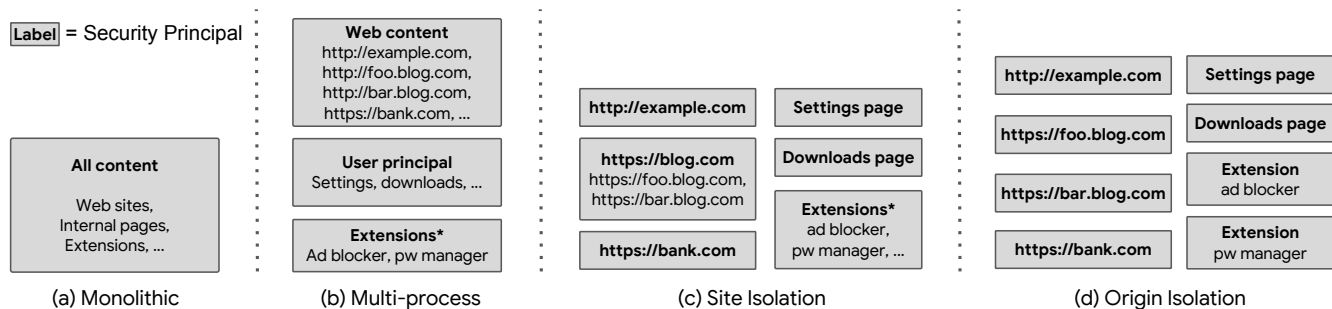 Label = Security Principal
All content
Web sites,
Internal pages,
Extensions, ...
(a) Monolithic
Web content
http://example.com,
http://foo.blog.com,
http://bar.blog.com,
https://bank.com, ...
User principal
Settings, downloads, ...
Extensions*
Ad blocker, pw manager
(b) Multi-process
http://example.com
https://blog.com
https://foo.blog.com,
https://bar.blog.com
https://bank.com
Settings page
Downloads page
Extensions*
ad blocker,
pw manager, ...
(c) Site Isolation
http://example.com
https://foo.blog.com
https://bar.blog.com
https://bank.com
Settings page
Downloads page
Extension
ad blocker
Extension
pw manager
(d) Origin Isolation